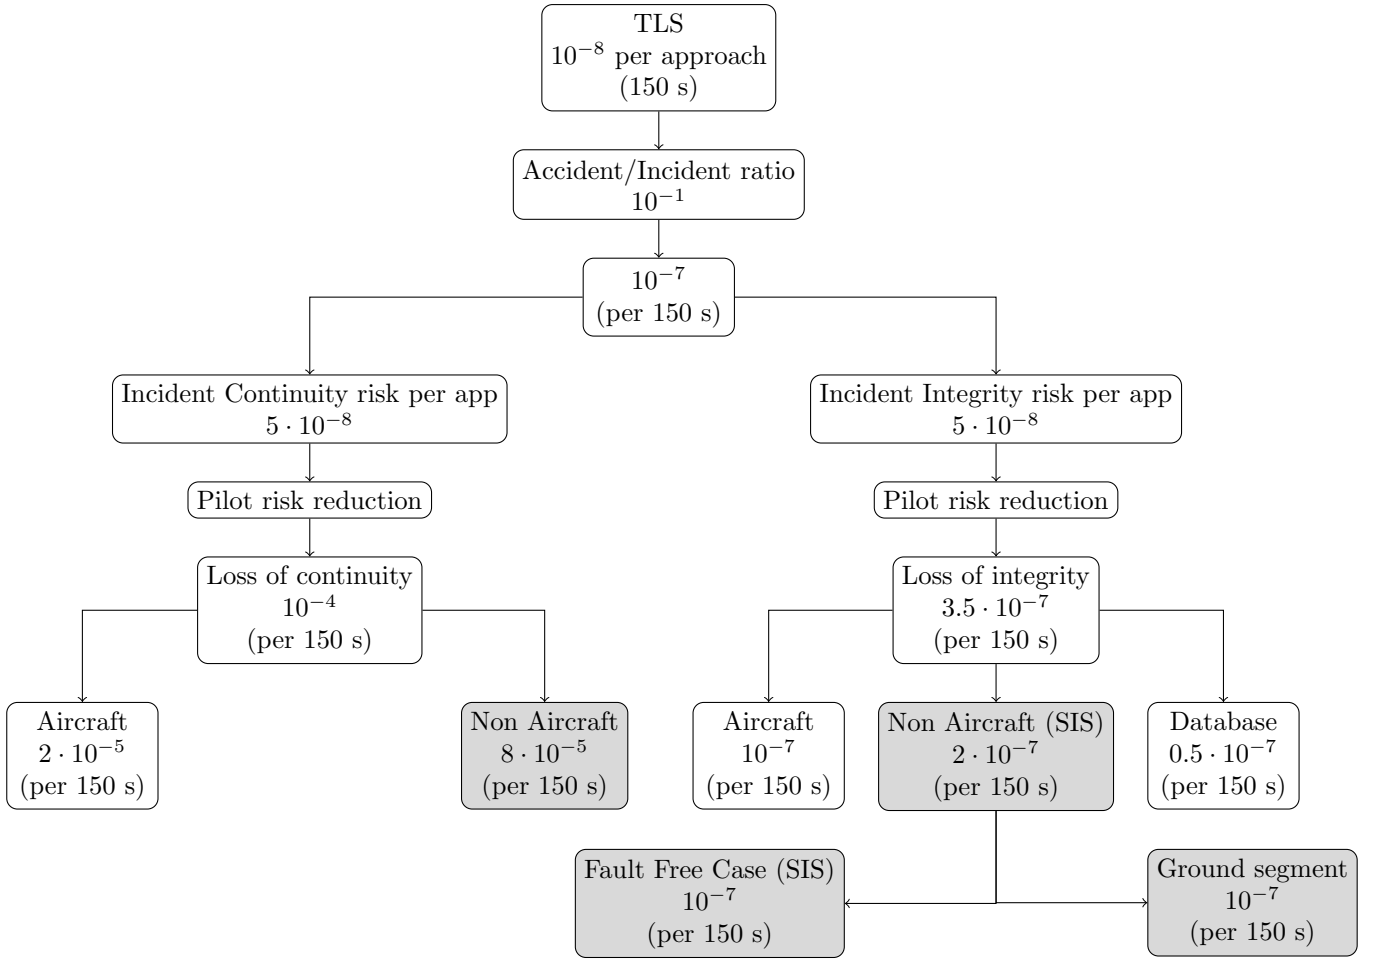 TLS
10⁻⁸ per approach
(150 s)
Accident/Incident ratio
10⁻¹
10⁻⁷
(per 150 s)
Incident Continuity risk per app
5 · 10⁻⁸
Incident Integrity risk per app
5 · 10⁻⁸
Pilot risk reduction
Pilot risk reduction
Loss of continuity
10⁻⁴
(per 150 s)
Loss of integrity
3.5 · 10⁻⁷
(per 150 s)
Aircraft
2 · 10⁻⁵
(per 150 s)
Non Aircraft
8 · 10⁻⁵
(per 150 s)
Aircraft
10⁻⁷
(per 150 s)
Non Aircraft (SIS)
2 · 10⁻⁷
(per 150 s)
Database
0.5 · 10⁻⁷
(per 150 s)
Fault Free Case (SIS)
10⁻⁷
(per 150 s)
Ground segment
10⁻⁷
(per 150 s)